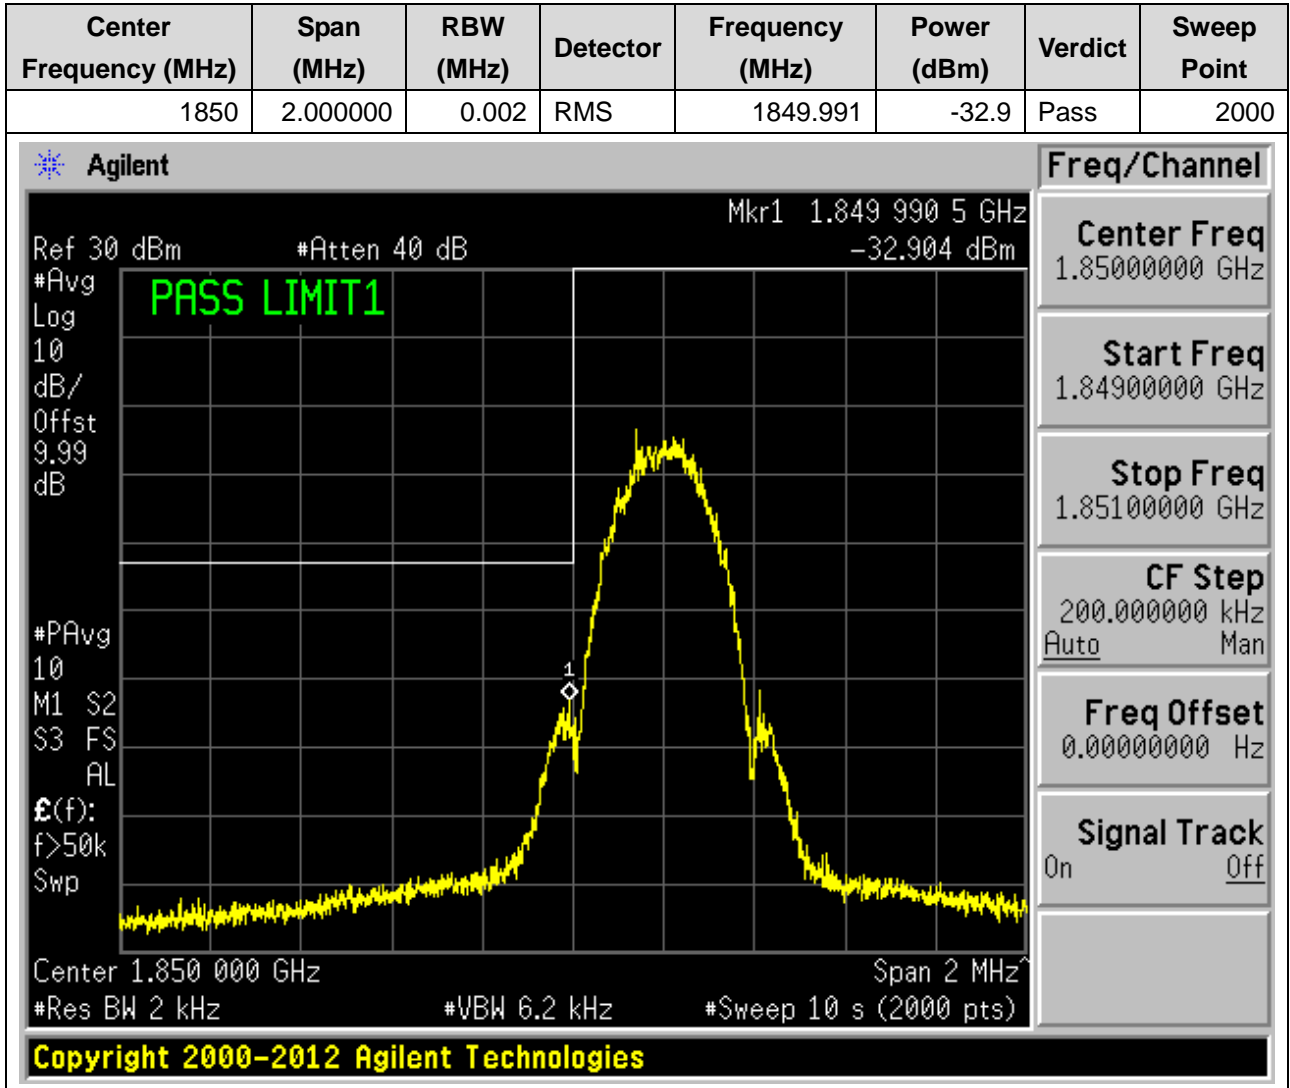 Center Frequency (MHz) Span (MHz) RBW (MHz) Detector Frequency (MHz) Power (dBm) Verdict Sweep Point
1850 2.000000 0.002 RMS 1849.991 -32.9 Pass 2000
Agilent
Freq/Channel
Mkr1 1.849 990 5 GHz
Ref 30 dBm #Atten 40 dB -32.904 dBm
#Avg
Log
10
dB/
Offst
9.99
dB
PASS LIMIT1
#PAvg
10
M1 S2
S3 FS
AL
£(f):
f>50k
Swp
1
Center 1.850 000 GHz Span 2 MHz^
#Res BW 2 kHz #VBW 6.2 kHz #Sweep 10 s (2000 pts)
Center Freq
1.85000000 GHz
Start Freq
1.84900000 GHz
Stop Freq
1.85100000 GHz
CF Step
200.000000 kHz
Auto Man
Freq Offset
0.00000000 Hz
Signal Track
On Off
Copyright 2000-2012 Agilent Technologies